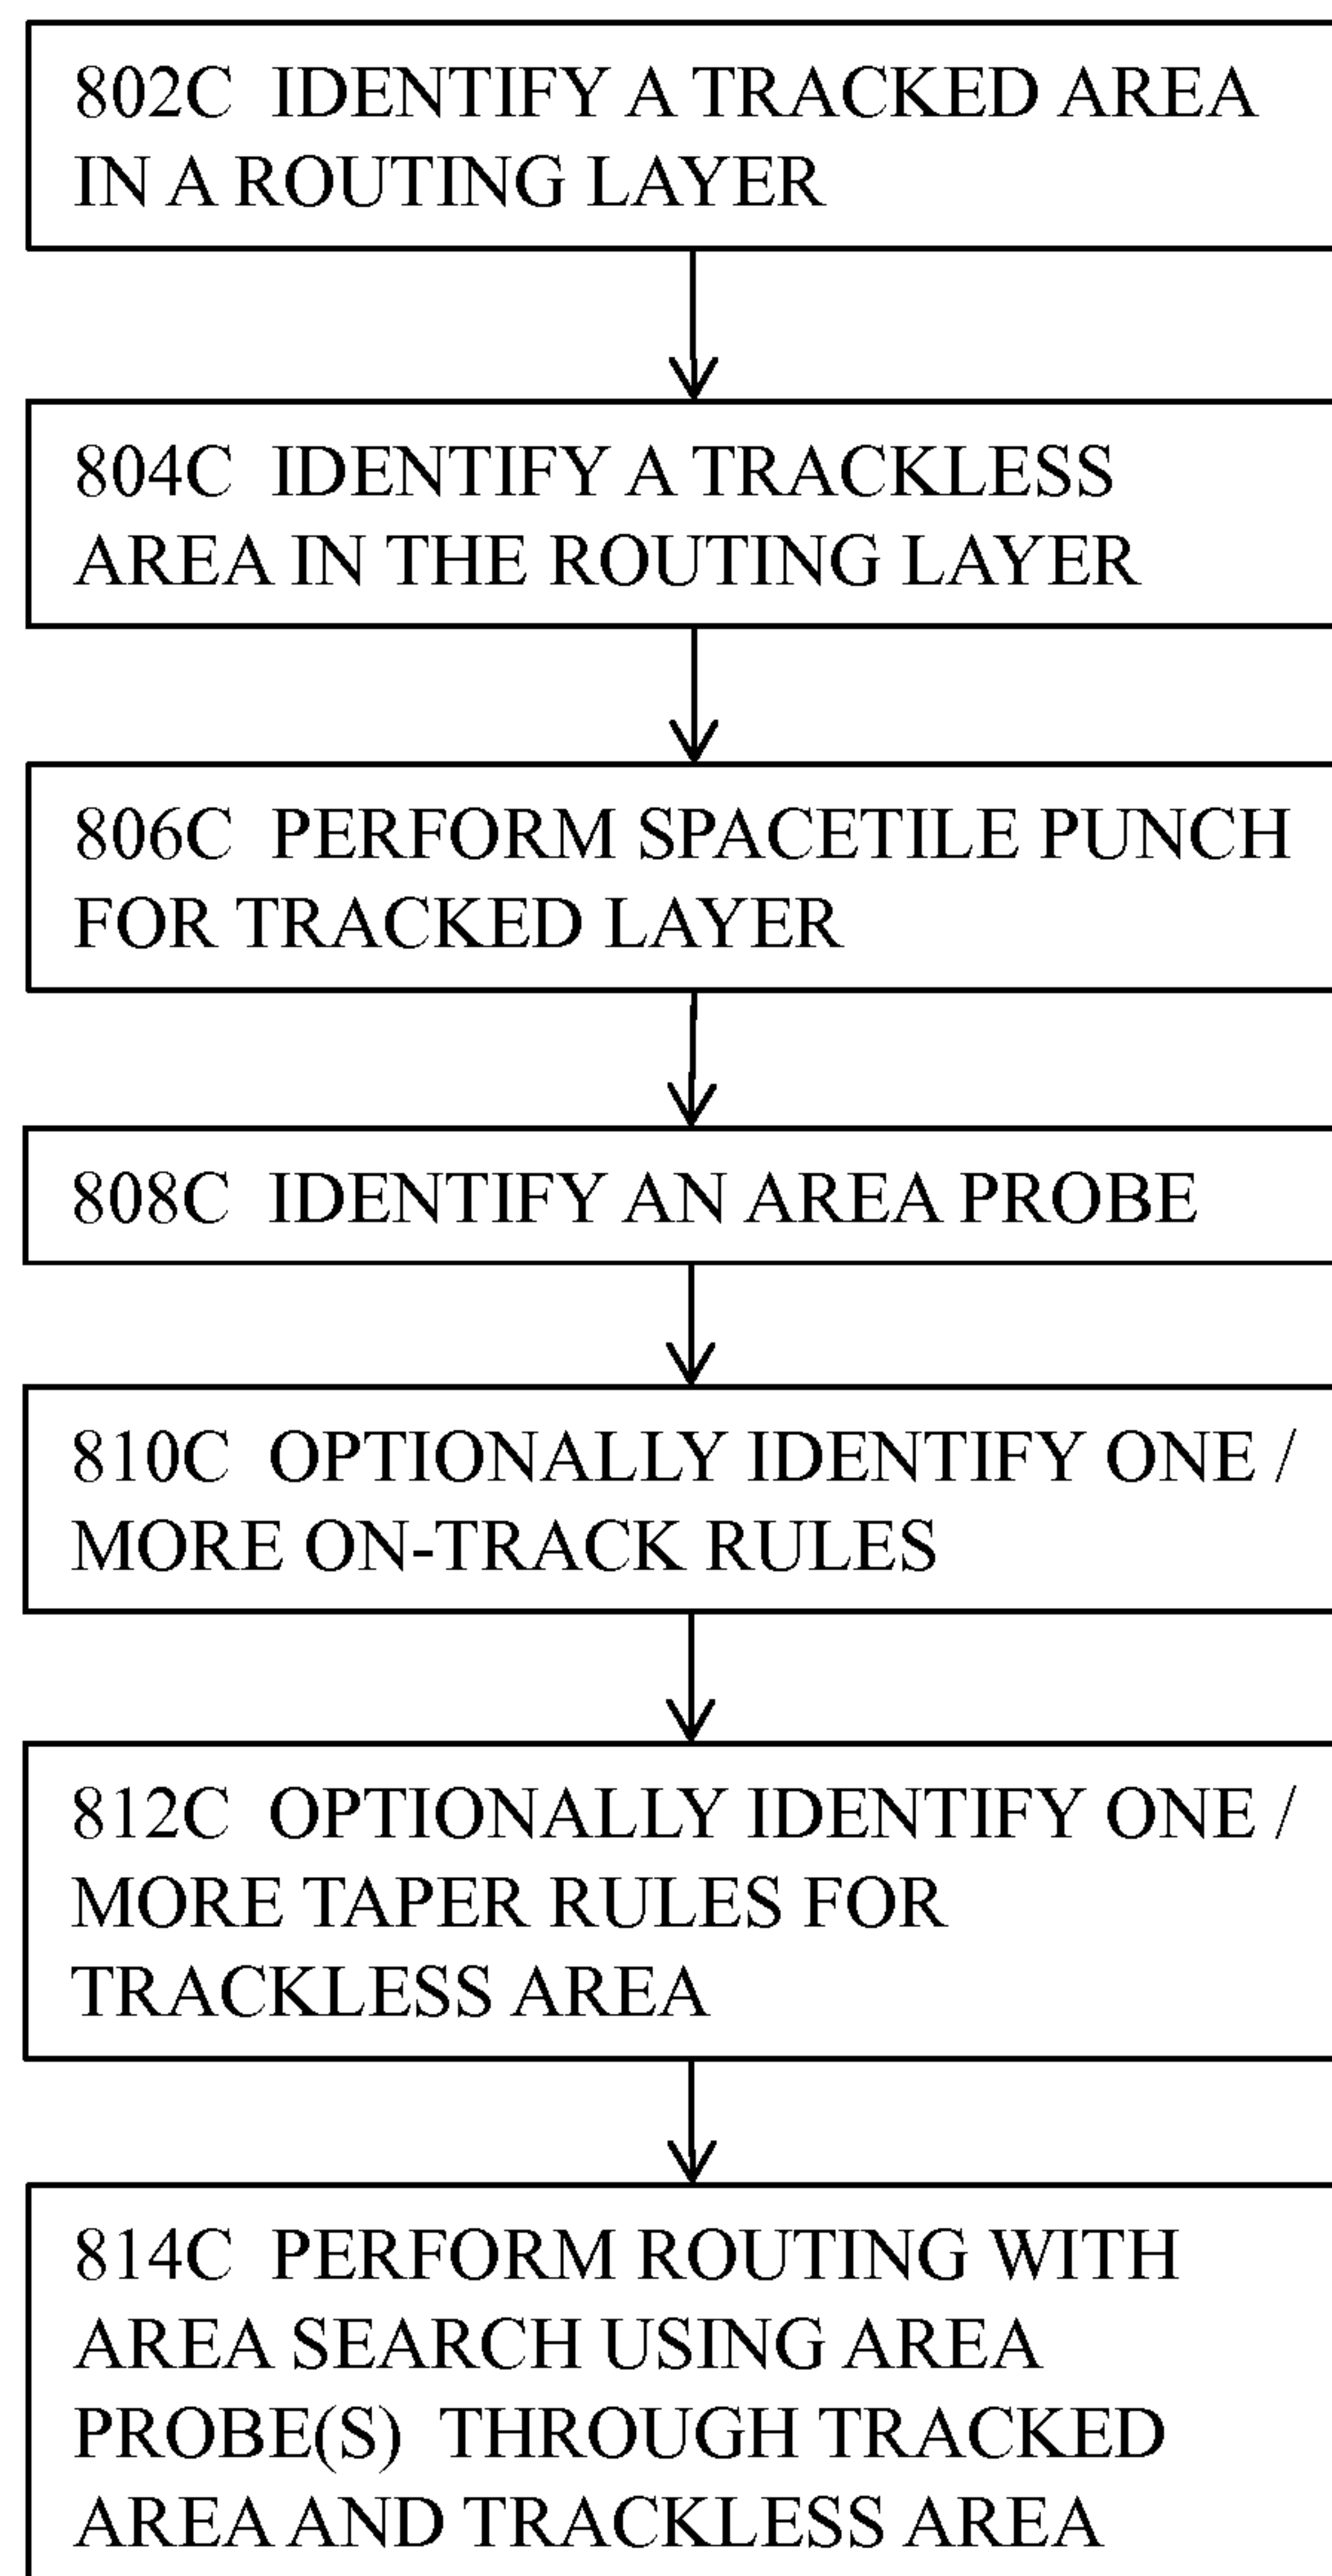 802C IDENTIFY A TRACKED AREA
IN A ROUTING LAYER
804C IDENTIFY A TRACKLESS
AREA IN THE ROUTING LAYER
806C PERFORM SPACETILE PUNCH
FOR TRACKED LAYER
808C IDENTIFY AN AREA PROBE
810C OPTIONALLY IDENTIFY ONE /
MORE ON-TRACK RULES
812C OPTIONALLY IDENTIFY ONE /
MORE TAPER RULES FOR
TRACKLESS AREA
814C PERFORM ROUTING WITH
AREA SEARCH USING AREA
PROBE(S) THROUGH TRACKED
AREA AND TRACKLESS AREA